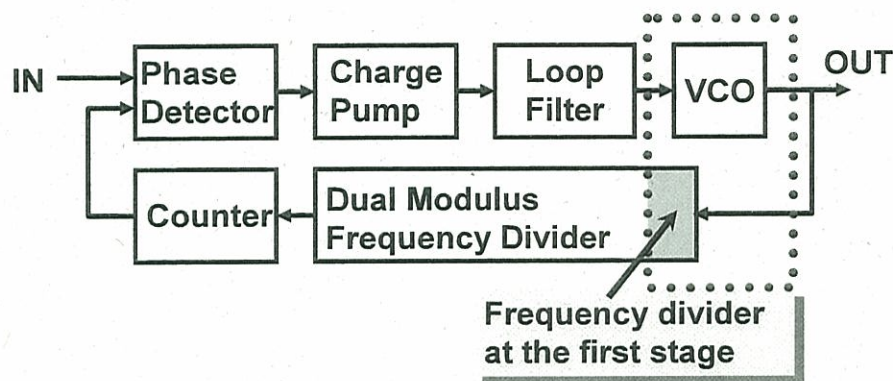 IN
Phase
Detector
Charge
Pump
Loop
Filter
VCO
OUT
Counter
Dual Modulus
Frequency Divider
Frequency divider
at the first stage